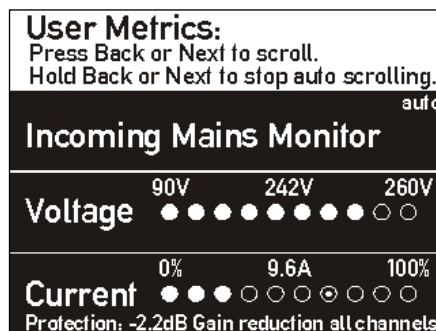 User Metrics:
Press Back or Next to scroll.
Hold Back or Next to stop auto scrolling.
auto
Incoming Mains Monitor
90V 242V 260V
Voltage
0% 9.6A 100%
Current
Protection: -2.2dB Gain reduction all channels